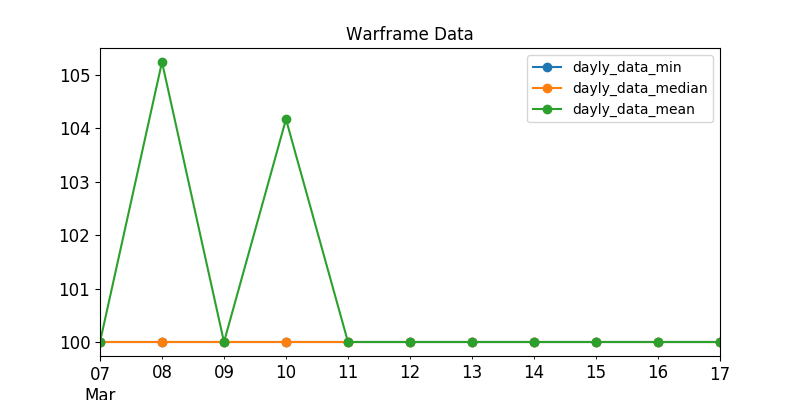 Warframe Data
dayly_data_min
dayly_data_median
dayly_data_mean
105
104
103
102
101
100
07 08 09 10 11 12 13 14 15 16 17
Mar